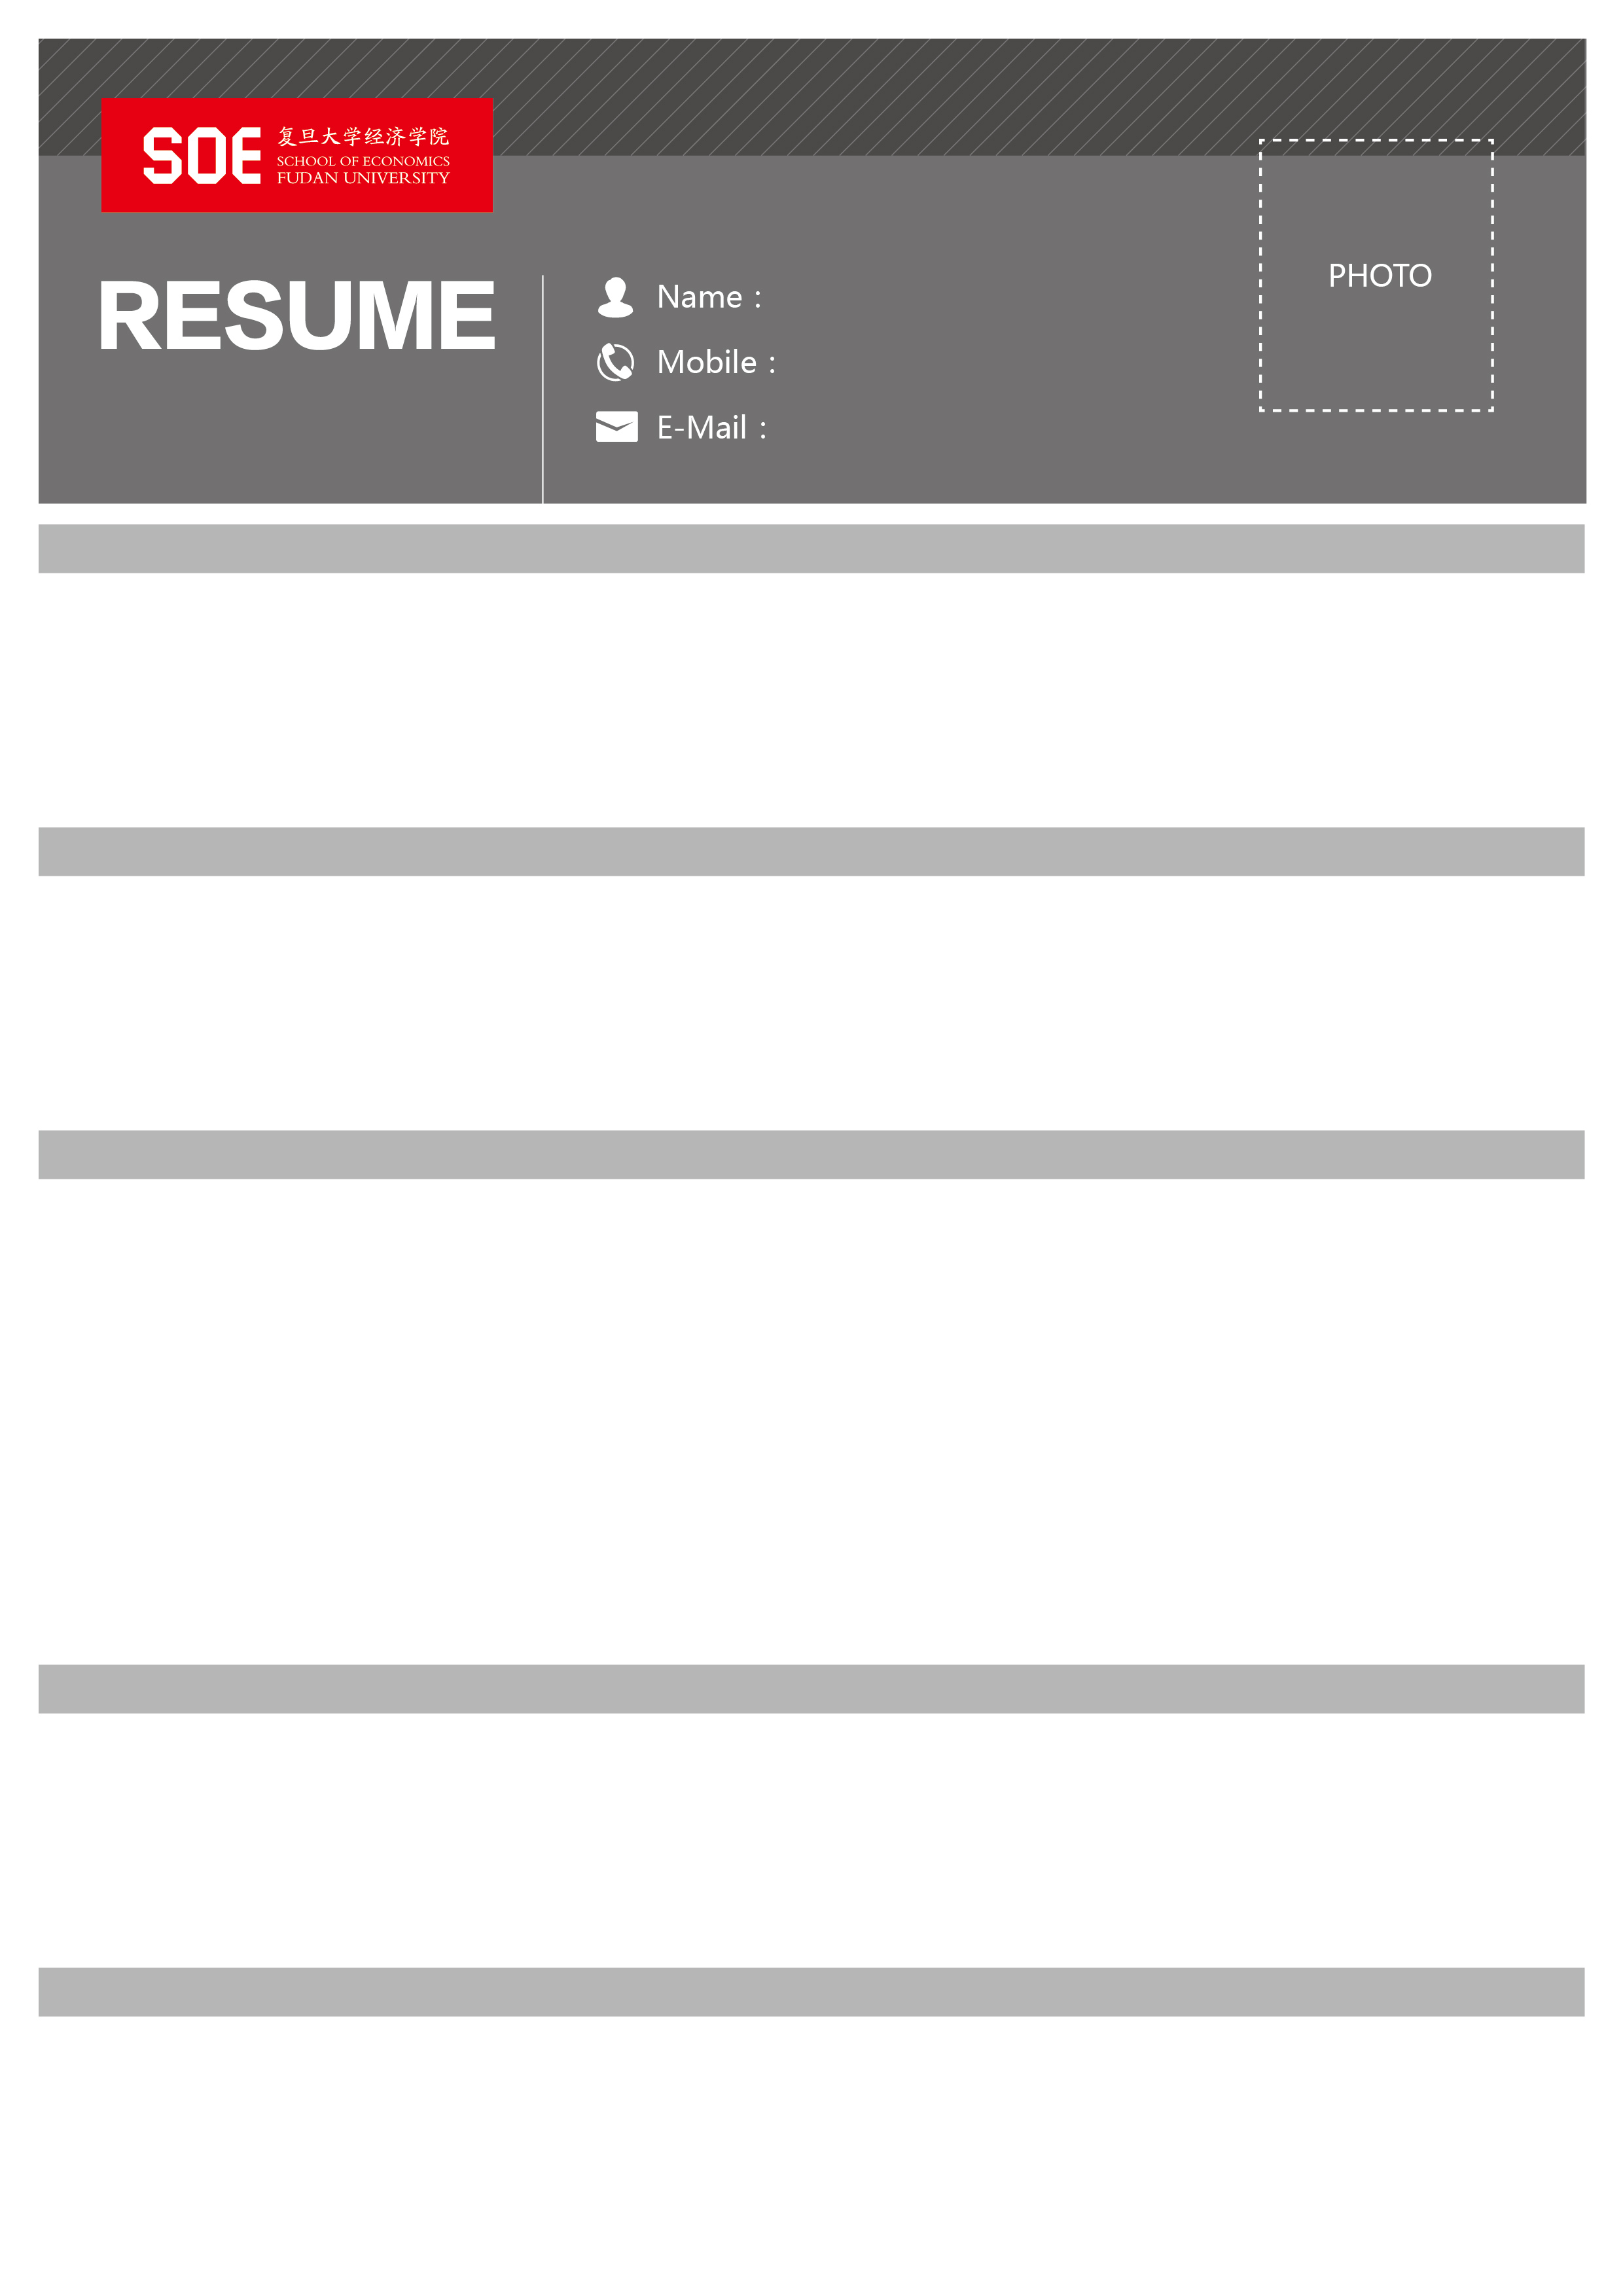 SOE
复旦大学经济学院
SCHOOL OF ECONOMICS
FUDAN UNIVERSITY
RESUME
Name：
Mobile：
E-Mail：
PHOTO